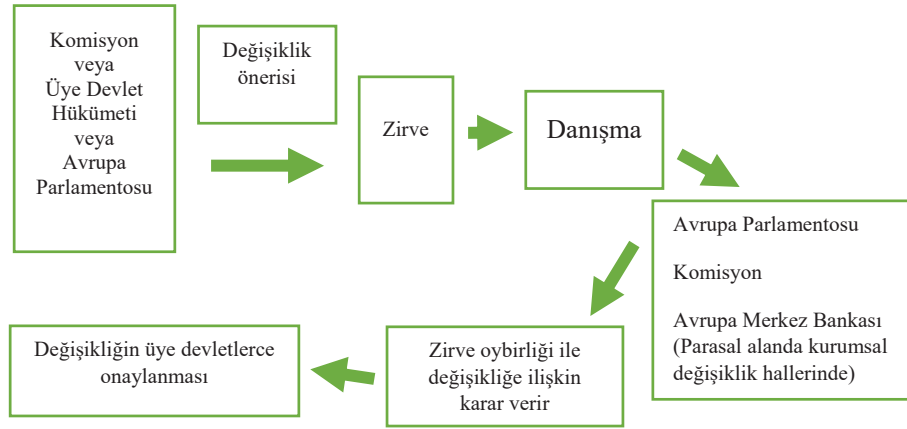 Komisyon
veya
Üye Devlet
Hükümeti
veya
Avrupa
Parlamentosu
Değişiklik
önerisi
Zirve
Danışma
Avrupa Parlamentosu
Komisyon
Avrupa Merkez Bankası
(Parasal alanda kurumsal
değişiklik hallerinde)
Zirve oybirliği ile
değişikliğe ilişkin
karar verir
Değişikliğin üye devletlerce
onaylanması